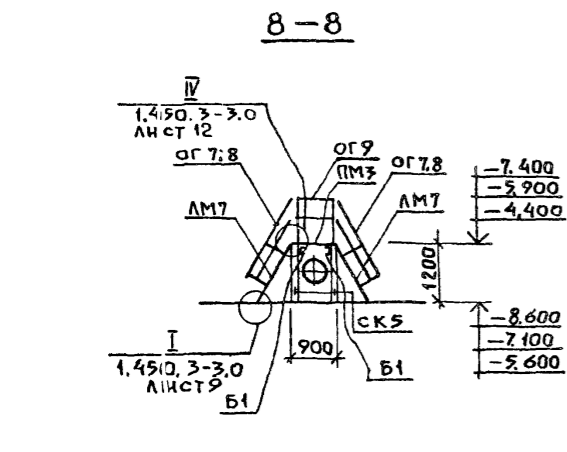 8-8
IV
1.450.3-3.0
ЛИСТ 12
ОГ 7;8
ОГ9
ПМ3
ОГ 7,8
ЛМ7
ЛМ7
-7.400
-5,900
-4,400
1200
СК5
-8.600
-7.100
-5.600
900
I
1.450.3-3.0
ЛИСТ 9
Б1
Б1